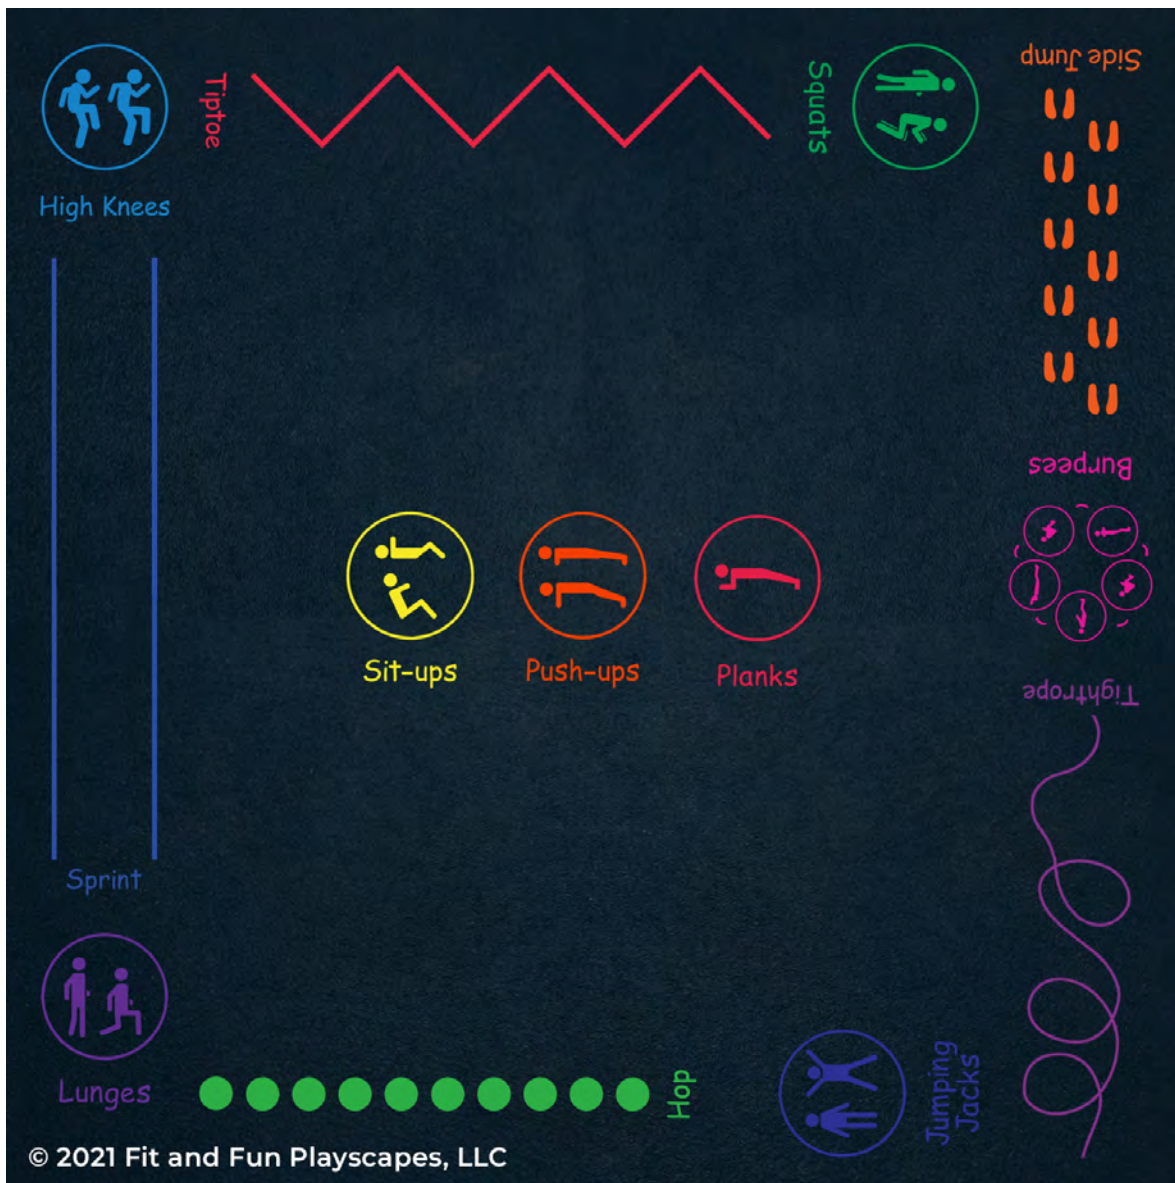 Tiptoe
Squats
Side Jump
High Knees
Burpees
Sit-ups
Push-ups
Planks
Tightrope
Sprint
Lunges
Hop
Jumping
Jacks
© 2021 Fit and Fun Playscapes, LLC